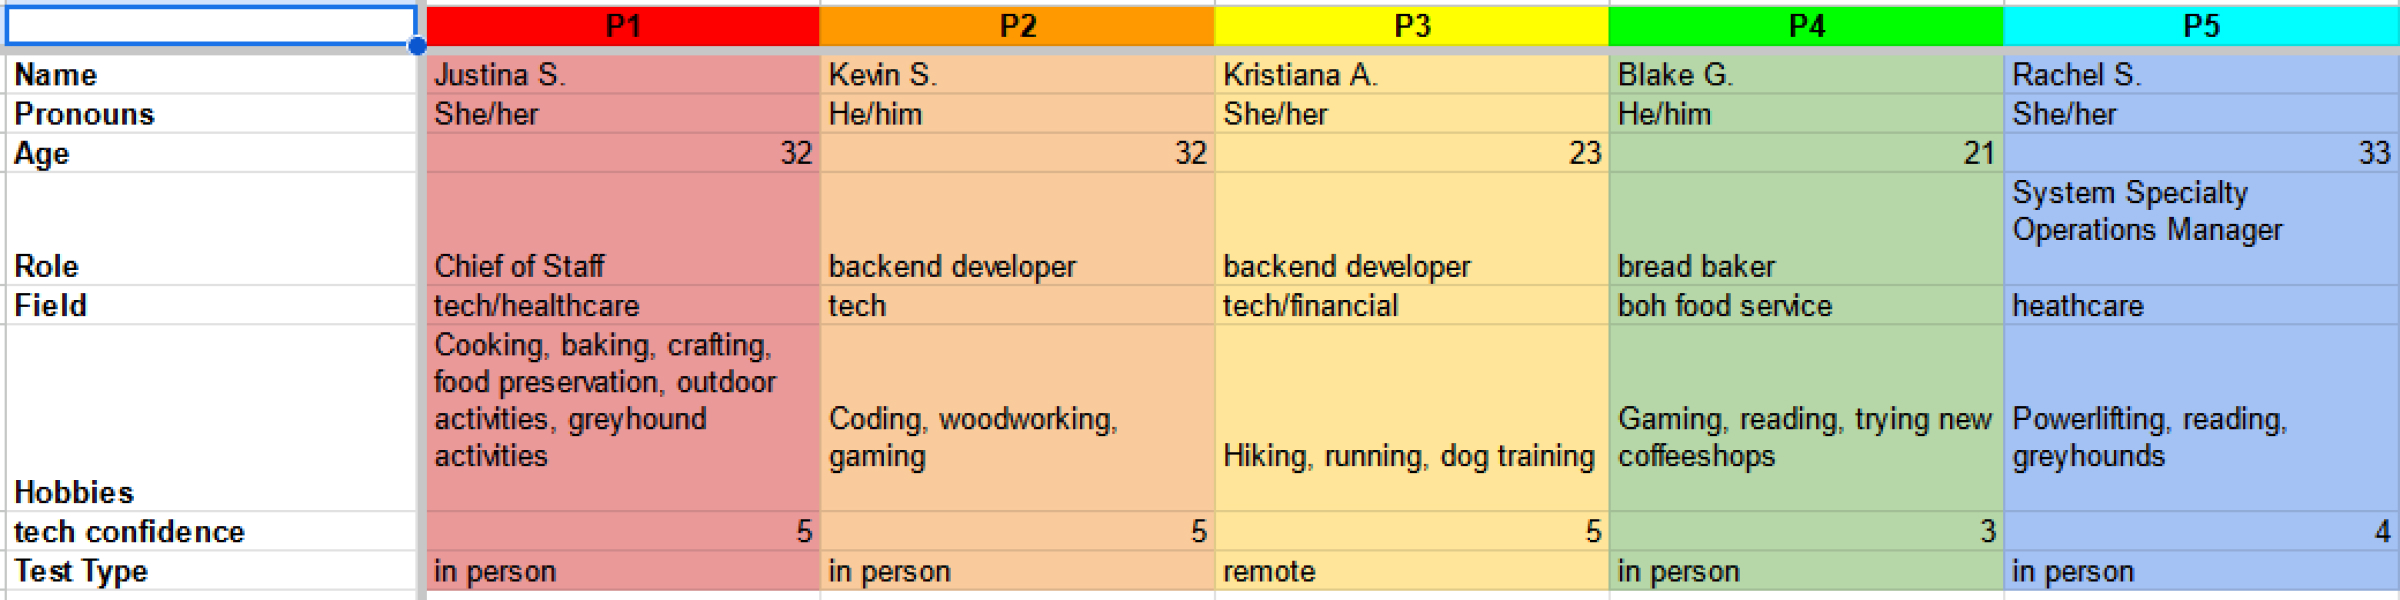 P1 P2 P3 P4 P5
Name Justina S. Kevin S. Kristiana A. Blake G. Rachel S.
Pronouns She/her He/him She/her He/him She/her
Age 32 32 23 21 33
System Specialty
Operations Manager
Role Chief of Staff backend developer backend developer bread baker
Field tech/healthcare tech tech/financial boh food service heathcare
Cooking, baking, crafting,
food preservation, outdoor
activities, greyhound Coding, woodworking, Gaming, reading, trying new Powerlifting, reading,
activities gaming Hiking, running, dog training coffeeshops greyhounds
Hobbies
tech confidence 5 5 5 3 4
Test Type in person in person remote in person in person